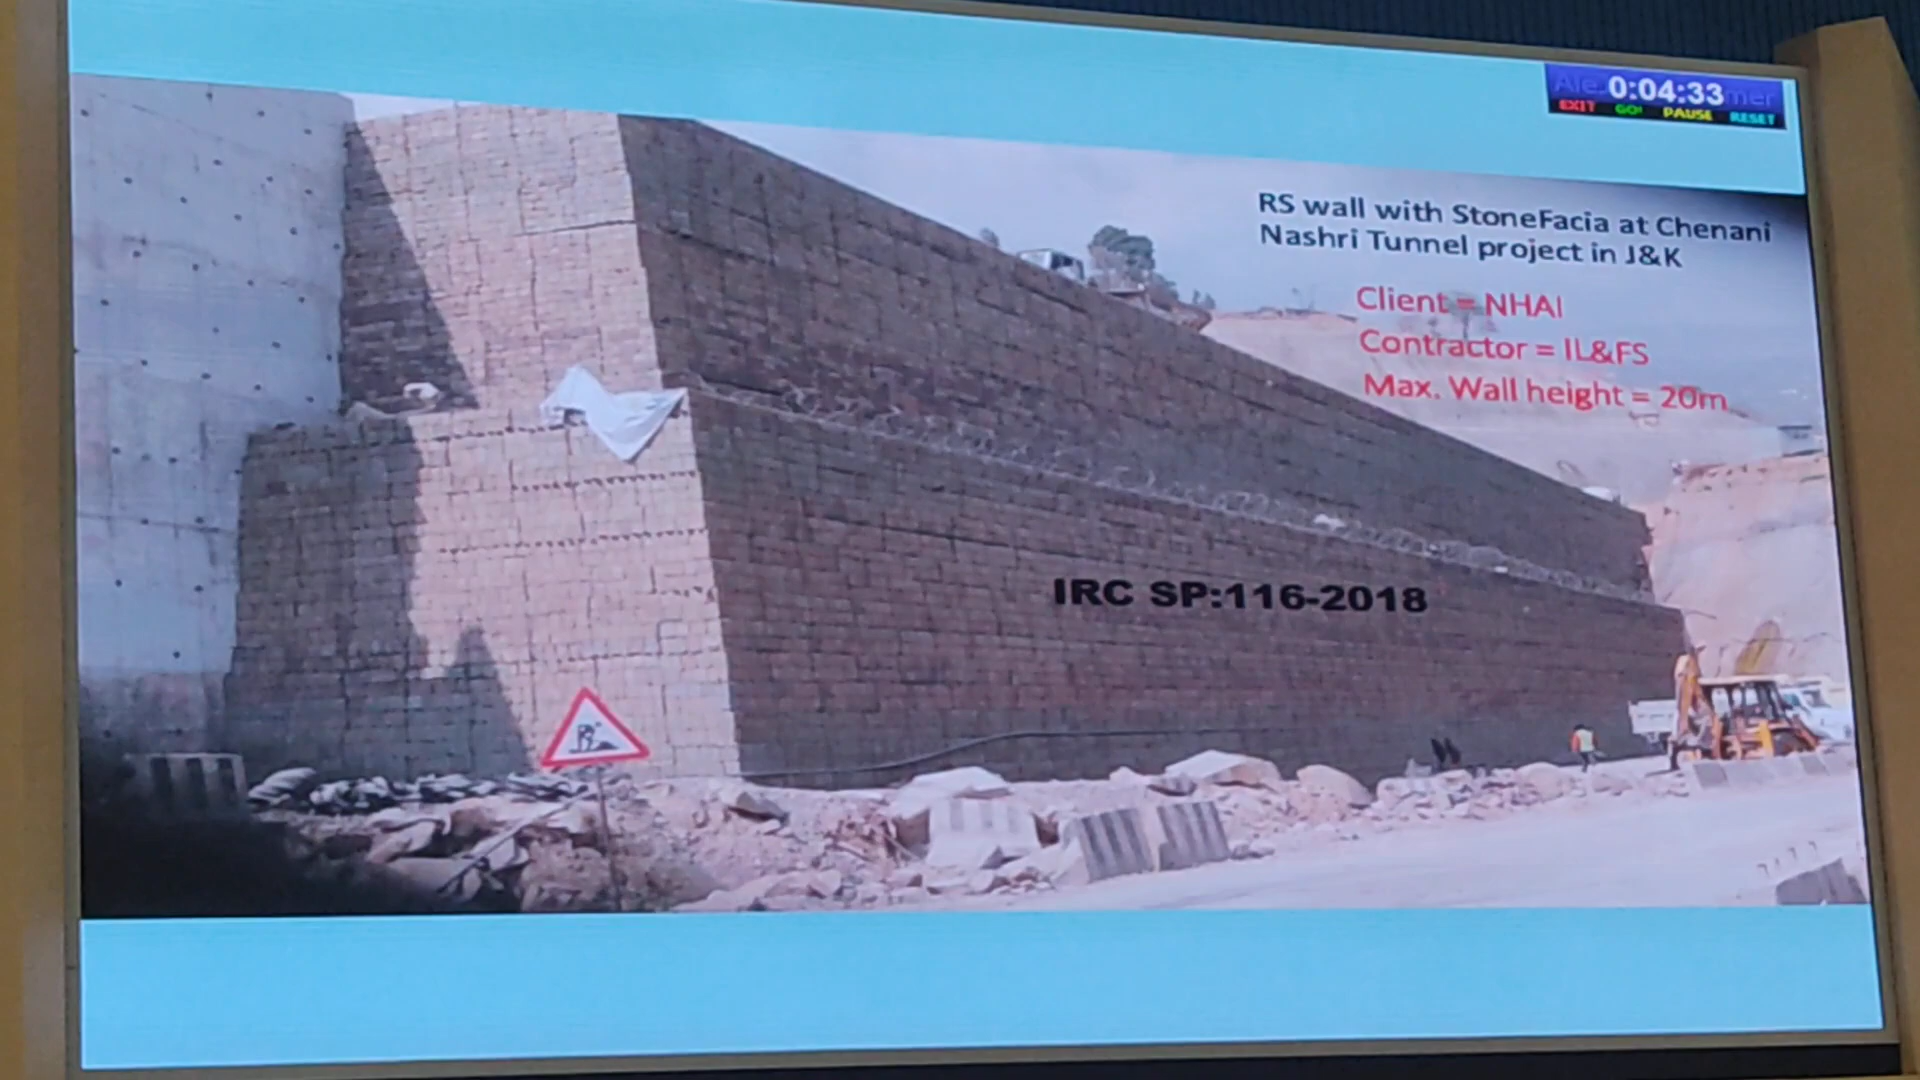 0:04:33
EXIT GO! PAUSE RESET
RS wall with StoneFacia at Chenani
Nashri Tunnel project in J&K
Client = NHAI
Contractor = IL&FS
Max. Wall height = 20m
IRC SP:116-2018